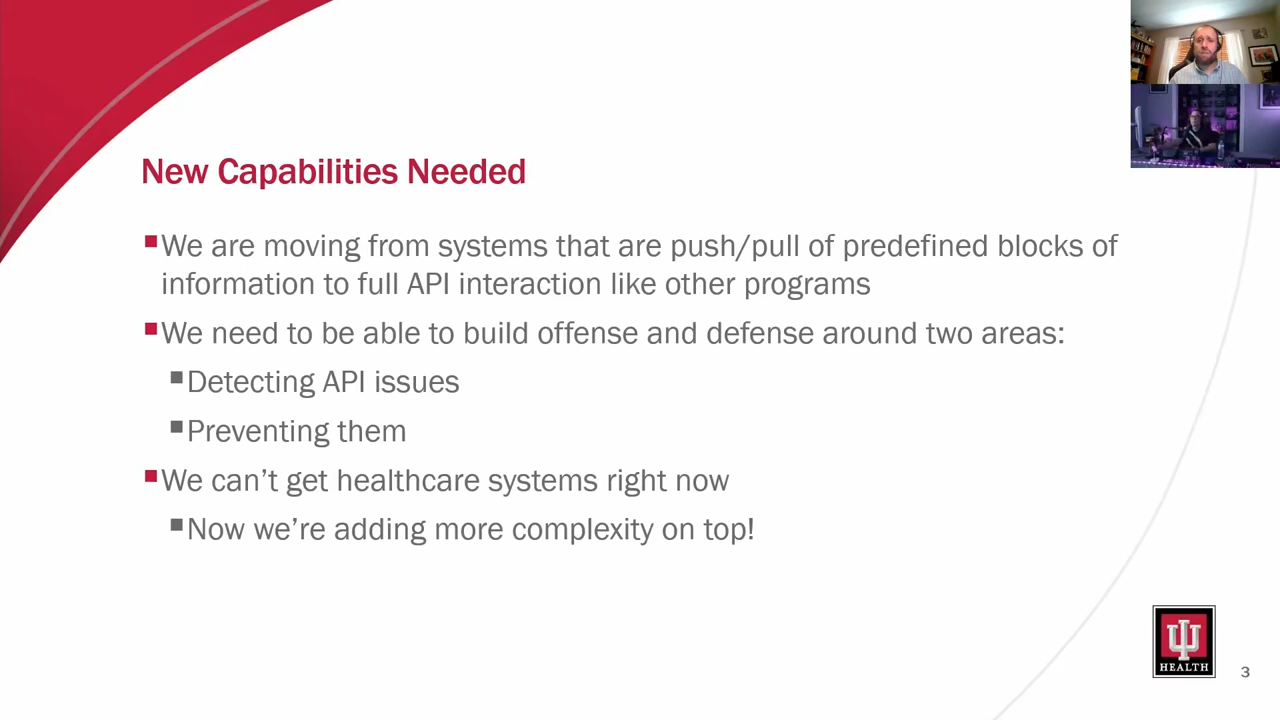 New Capabilities Needed
We are moving from systems that are push/pull of predefined blocks of
information to full API interaction like other programs
We need to be able to build offense and defense around two areas:
Detecting API issues
Preventing them
We can’t get healthcare systems right now
Now we’re adding more complexity on top!
HEALTH
3